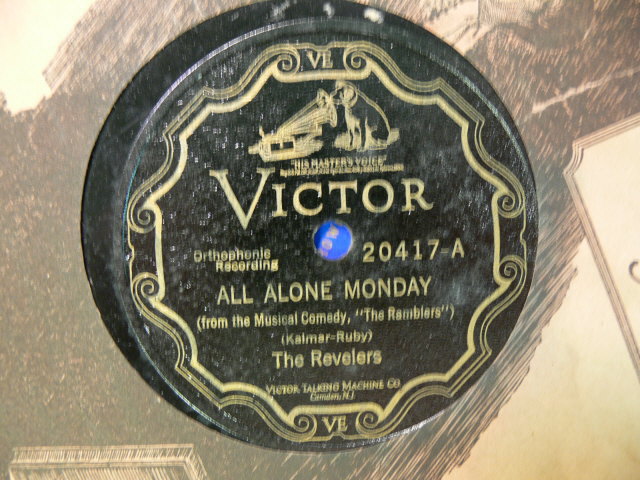 VE
"HIS MASTER'S VOICE"
VICTOR
Orthophonic
Recording
20417-A
ALL ALONE MONDAY
(from the Musical Comedy, "The Ramblers")
(Kalmar-Ruby)
The Revelers
VICTOR TALKING MACHINE CO
Camden, N.J.
VE